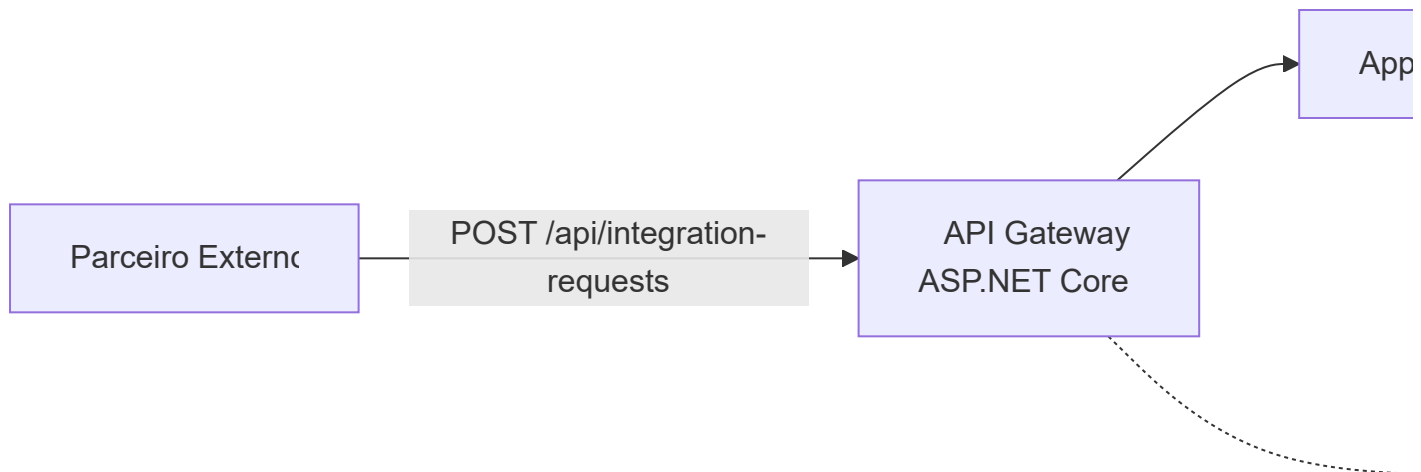 Parceiro Externo
POST /api/integration-
requests
API Gateway
ASP.NET Core
App